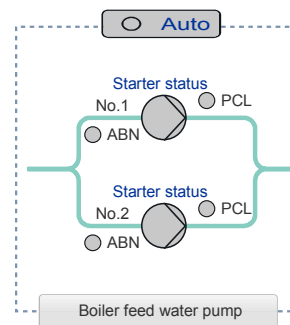 Auto
Starter status
No.1
PCL
ABN
Starter status
No.2
PCL
ABN
Boiler feed water pump